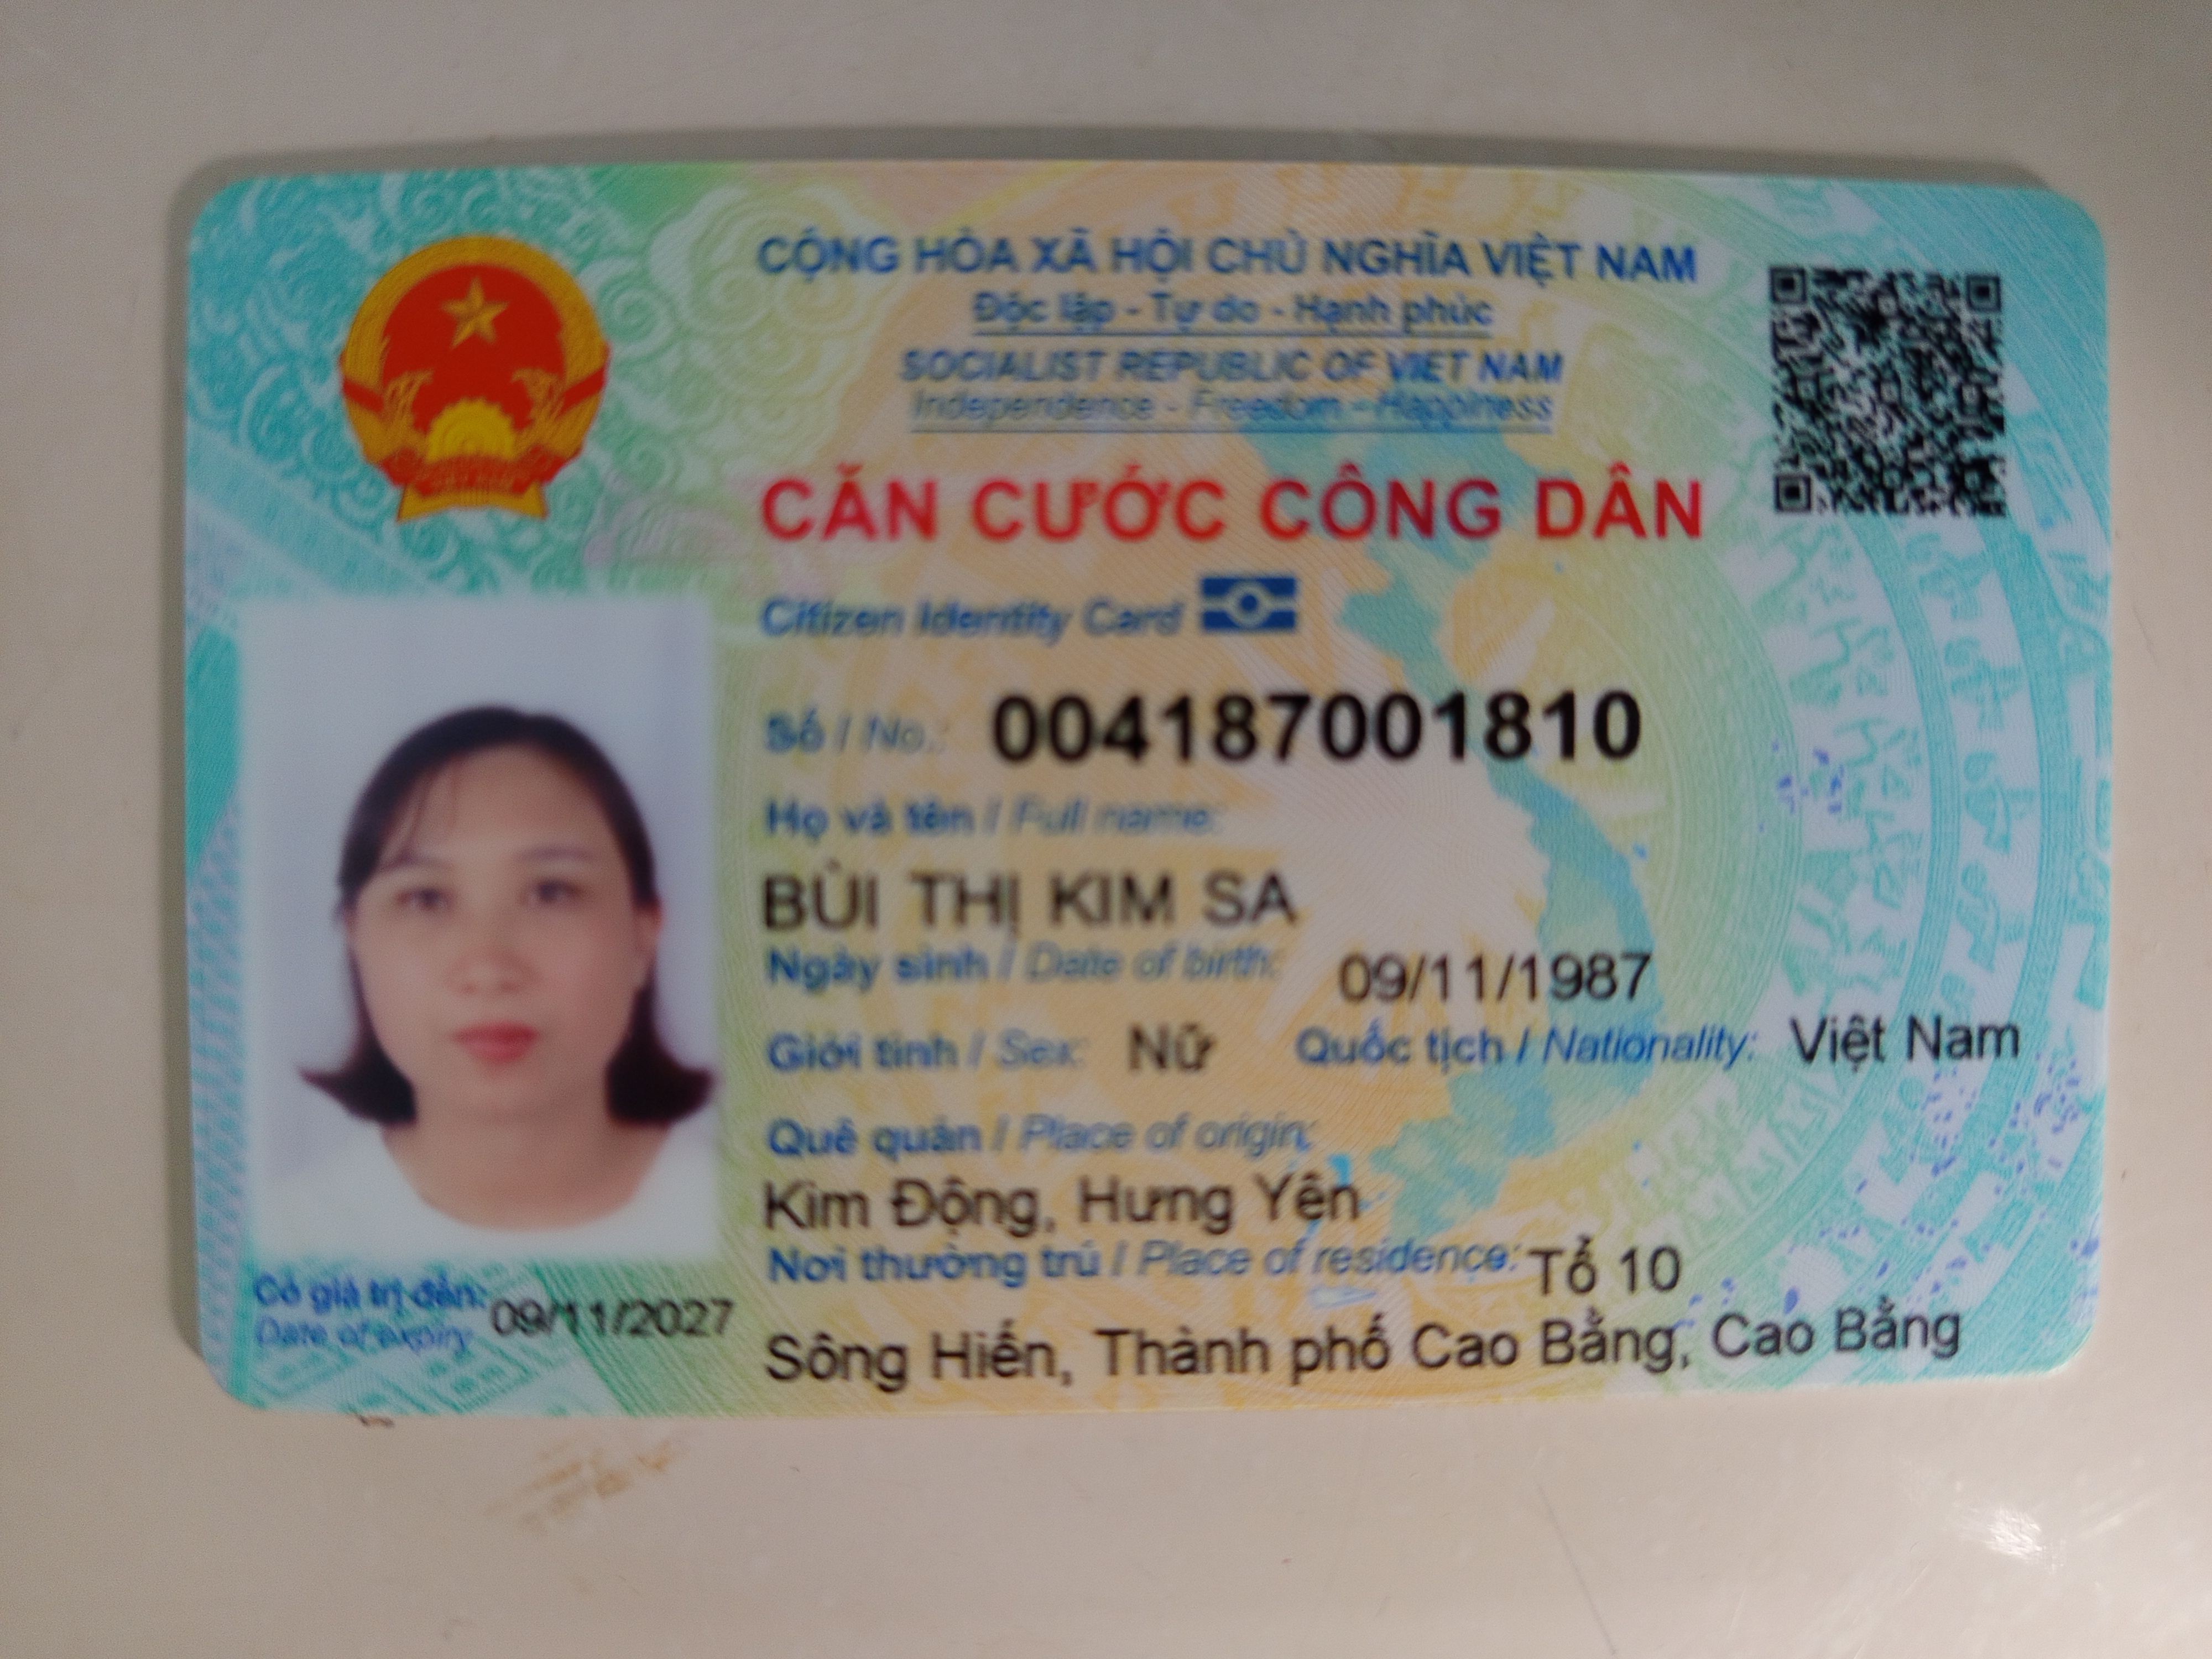 CỘNG HÒA XÃ HỘI CHỦ NGHĨA VIỆT NAM
Độc lập - Tự do - Hạnh phúc
SOCIALIST REPUBLIC OF VIET NAM
Independence - Freedom - Happiness
CĂN CƯỚC CÔNG DÂN
Citizen Identity Card
Số / No.: 004187001810
Họ và tên / Full name:
BÙI THỊ KIM SA
Ngày sinh / Date of birth: 09/11/1987
Giới tính / Sex: Nữ Quốc tịch / Nationality: Việt Nam
Quê quán / Place of origin:
Kim Động, Hưng Yên
Nơi thường trú / Place of residence: Tổ 10
Sông Hiến, Thành phố Cao Bằng, Cao Bằng
Có giá trị đến: 09/11/2027
Date of expiry